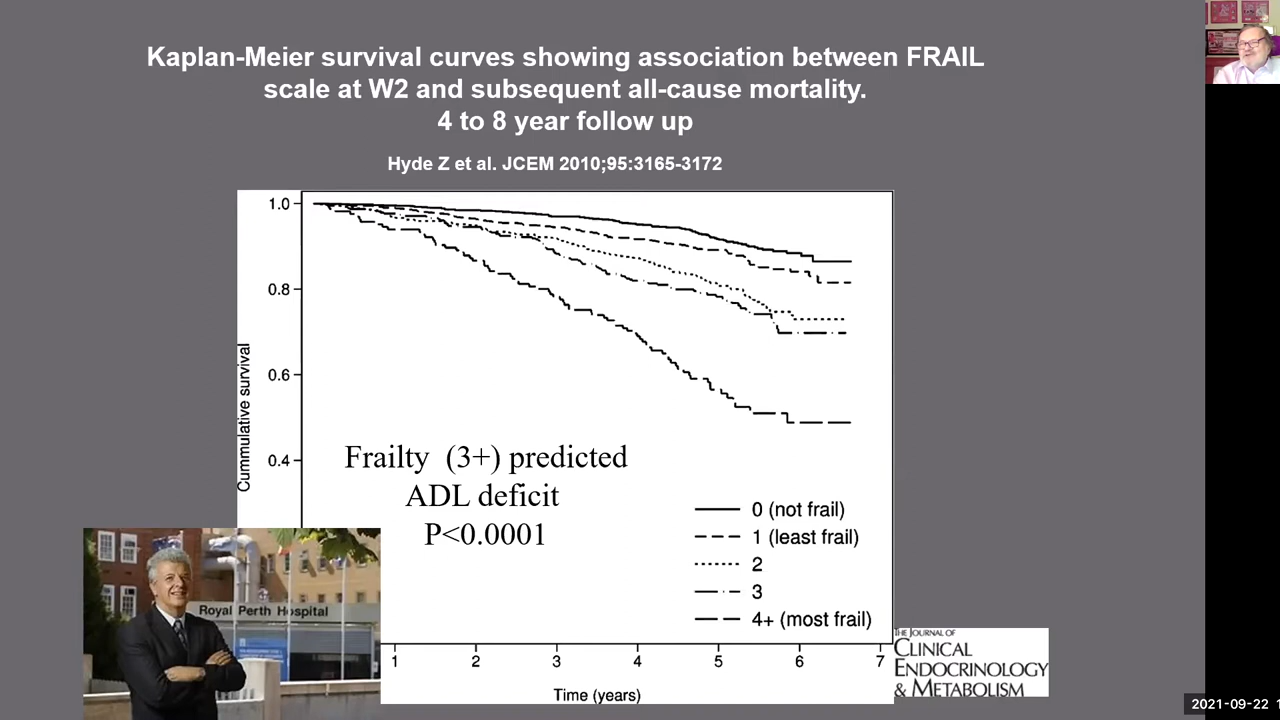 Kaplan-Meier survival curves showing association between FRAIL
scale at W2 and subsequent all-cause mortality.
4 to 8 year follow up
Hyde Z et al. JCEM 2010;95:3165-3172
1.0
0.8
0.6
0.4
Cummulative survival
Frailty (3+) predicted
ADL deficit
P<0.0001
0 (not frail)
1 (least frail)
2
3
4+ (most frail)
1 2 3 4 5 6 7
Time (years)
Royal Perth Hospital
THE JOURNAL OF
CLINICAL
ENDOCRINOLOGY
& METABOLISM
2021-09-22